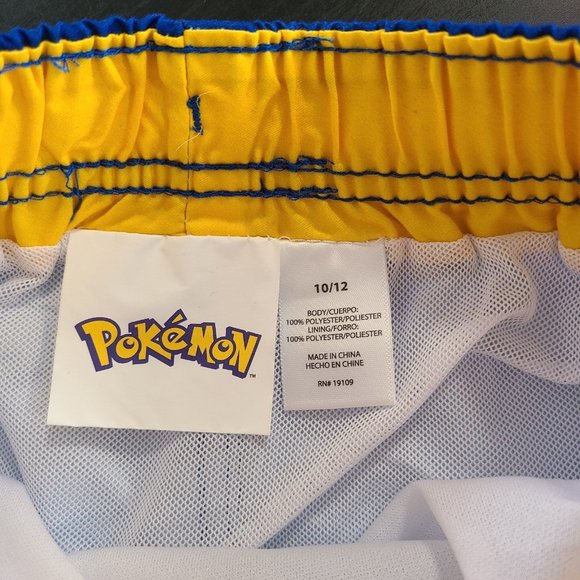 POKéMON
™
10/12
BODY/CUERPO:
100% POLYESTER/POLIESTER
LINING/FORRO:
100% POLYESTER/POLIESTER
MADE IN CHINA
HECHO EN CHINE
RN# 19109